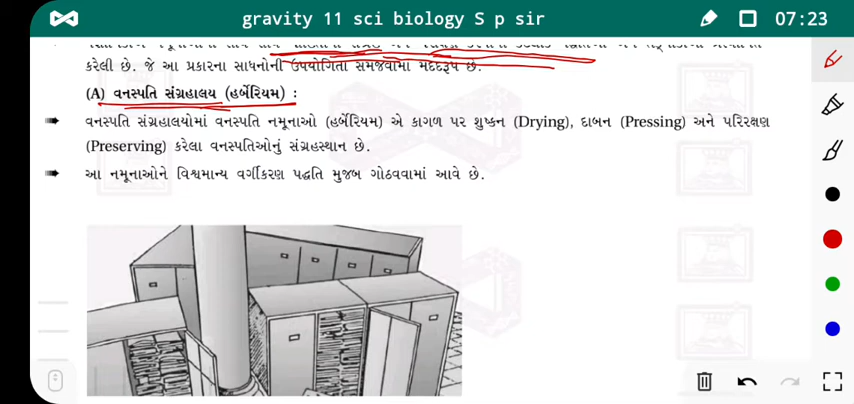 gravity 11 sci biology S p sir
07:23
કરેલી છે. જે આ પ્રકારના સાધનોની ઉપયોગિતા સમજવામાં મદદરૂપ છે.
(A) વનસ્પતિ સંગ્રહાલય (હર્બેરિયમ) :
વનસ્પતિ સંગ્રહાલયોમાં વનસ્પતિ નમૂનાઓ (હર્બેરિયમ) એ કાગળ પર શુષ્કન (Drying), દાબન (Pressing) અને પરિરક્ષણ
(Preserving) કરેલા વનસ્પતિઓનું સંગ્રહસ્થાન છે.
આ નમૂનાઓને વિશ્વમાન્ય વર્ગીકરણ પદ્ધતિ મુજબ ગોઠવવામાં આવે છે.